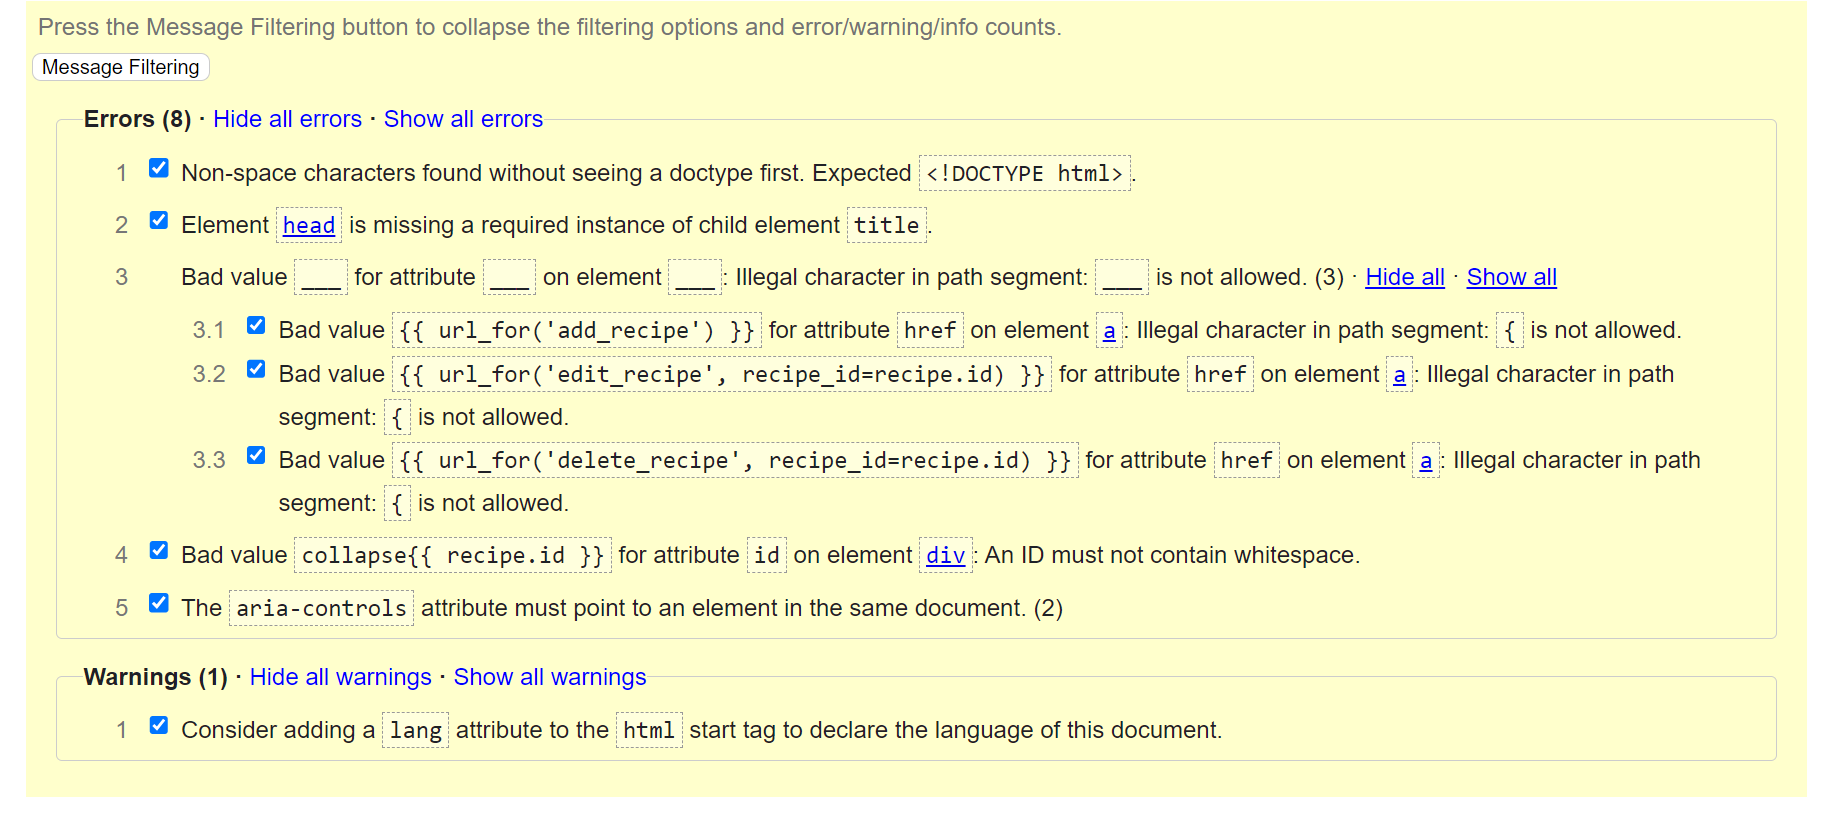 Press the Message Filtering button to collapse the filtering options and error/warning/info counts.
Message Filtering
Errors (8) · Hide all errors · Show all errors
1 Non-space characters found without seeing a doctype first. Expected <!DOCTYPE html>.
2 Element head is missing a required instance of child element title.
3 Bad value ___ for attribute ___ on element ___: Illegal character in path segment: ___ is not allowed. (3) · Hide all · Show all
3.1 Bad value {{ url_for('add_recipe') }} for attribute href on element a: Illegal character in path segment: { is not allowed.
3.2 Bad value {{ url_for('edit_recipe', recipe_id=recipe.id) }} for attribute href on element a: Illegal character in path
segment: { is not allowed.
3.3 Bad value {{ url_for('delete_recipe', recipe_id=recipe.id) }} for attribute href on element a: Illegal character in path
segment: { is not allowed.
4 Bad value collapse{{ recipe.id }} for attribute id on element div: An ID must not contain whitespace.
5 The aria-controls attribute must point to an element in the same document. (2)
Warnings (1) · Hide all warnings · Show all warnings
1 Consider adding a lang attribute to the html start tag to declare the language of this document.